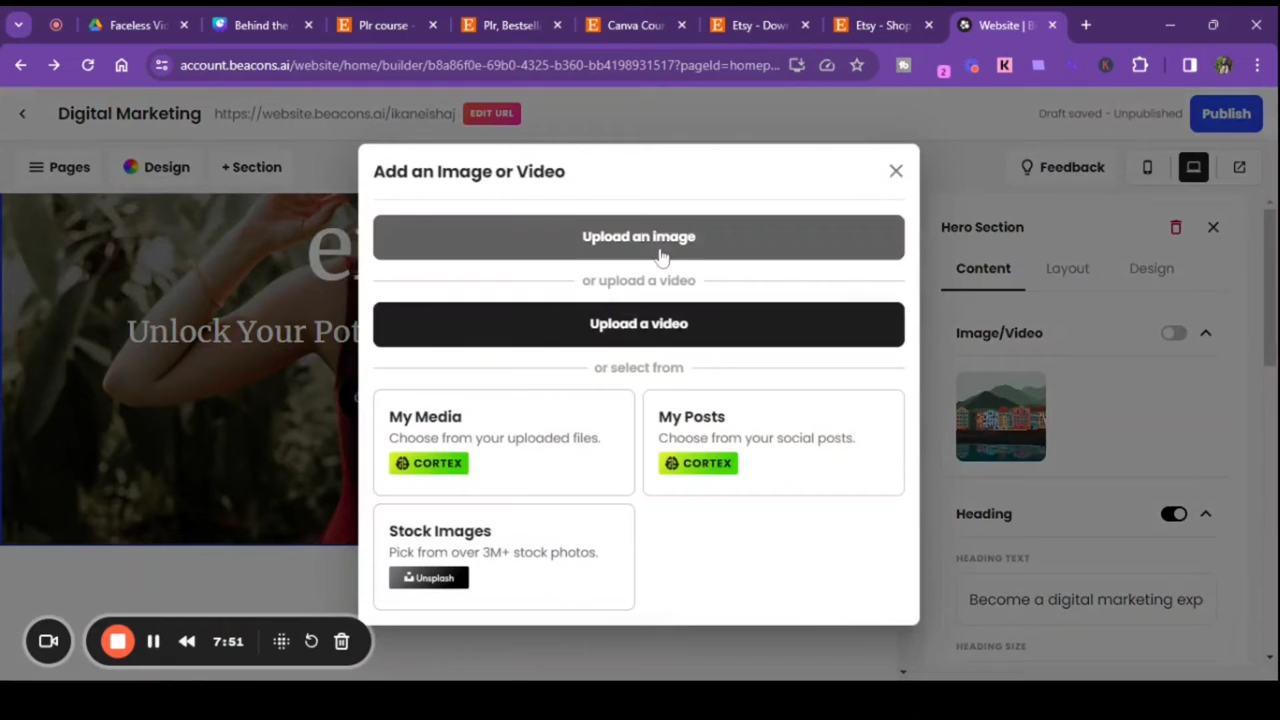 Faceless Vid
Behind the
Plr course -
Plr, Bestsell
Canva Cou
Etsy - Dow
Etsy - Shop
Website | B
account.beacons.ai/website/home/builder/b8a86f0e-69b0-4325-b360-bb4198931517?pageId=homep...
2
K
K
Digital Marketing
https://website.beacons.ai/ikaneishaj
EDIT URL
Draft saved - Unpublished
Publish
Pages
Design
+ Section
Feedback
Add an Image or Video
Upload an image
or upload a video
Upload a video
or select from
My Media
Choose from your uploaded files.
CORTEX
My Posts
Choose from your social posts.
CORTEX
Stock Images
Pick from over 3M+ stock photos.
Unsplash
Unlock Your Pot
Hero Section
Content
Layout
Design
Image/Video
Heading
HEADING TEXT
Become a digital marketing exp
HEADING SIZE
7:51